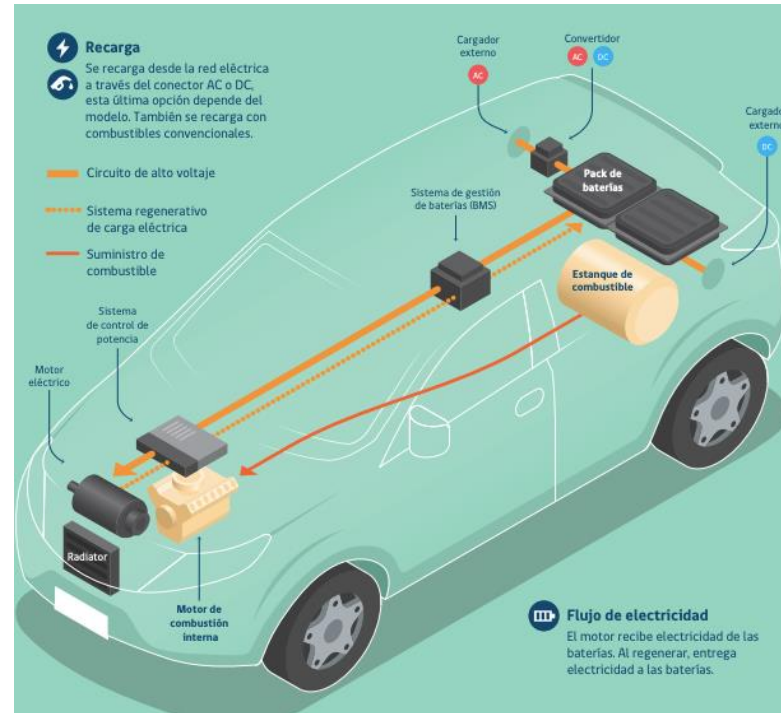 Recarga
Se recarga desde la red eléctrica
a través del conector AC o DC,
esta última opción depende del
modelo. También se recarga con
combustibles convencionales.
Circuito de alto voltaje
Sistema regenerativo
de carga eléctrica
Suministro de
combustible
Cargador
externo
AC
Convertidor
AC DC
Cargador
externo
DC
Pack de
baterías
Sistema de gestión
de baterías (BMS)
Estanque de
combustible
Sistema
de control de
potencia
Motor
eléctrico
Radiator
Motor de
combustión
interna
Flujo de electricidad
El motor recibe electricidad de las
baterías. Al regenerar, entrega
electricidad a las baterías.